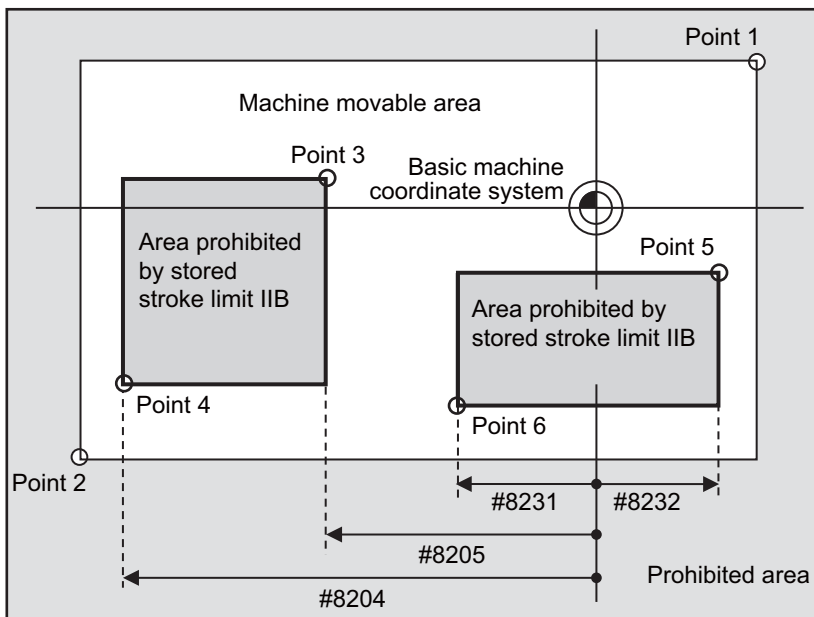 Point 1
Machine movable area
Point 3
Basic machine
coordinate system
Area prohibited
by stored
stroke limit IIB
Point 5
Area prohibited by
stored stroke limit IIB
Point 4
Point 6
Point 2
#8231
#8232
#8205
#8204
Prohibited area